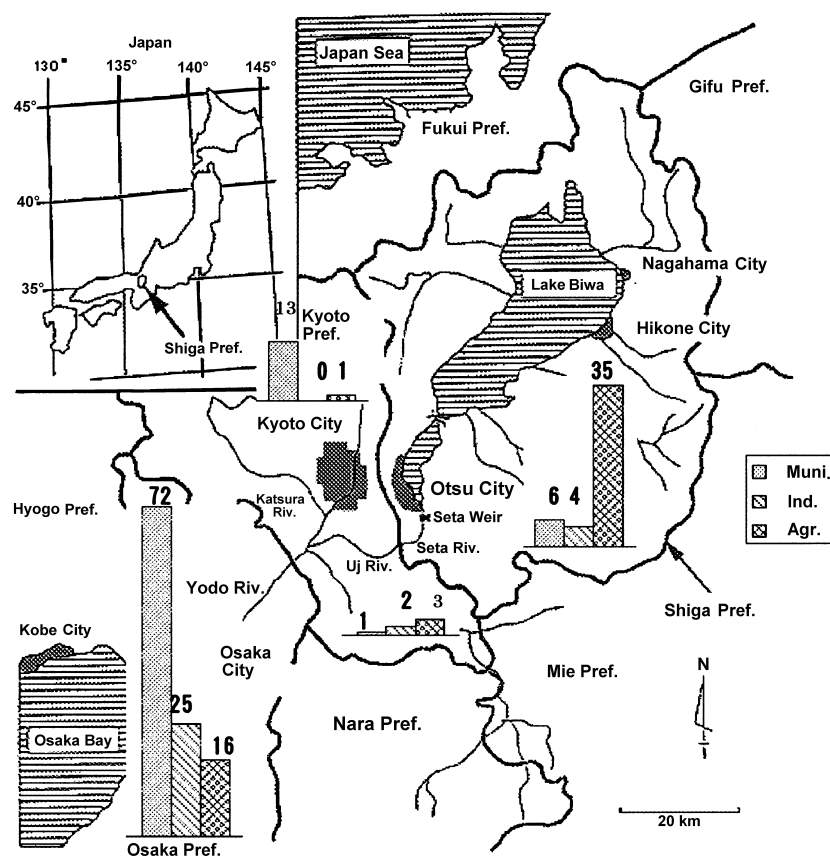 Japan
130
135°
140°
145°
45°
40°
35°
Shiga Pref.
Japan Sea
Fukui Pref.
Gifu Pref.
Lake Biwa
Nagahama City
Hikone City
13
Kyoto
Pref.
0 1
Kyoto City
35
Otsu City
6 4
Muni.
Ind.
Agr.
72
Hyogo Pref.
Katsura
Riv.
Seta Weir
Seta Riv.
Uj Riv.
Yodo Riv.
Shiga Pref.
1 2 3
Kobe City
Osaka
City
Mie Pref.
N
25
Nara Pref.
Osaka Bay
16
20 km
Osaka Pref.